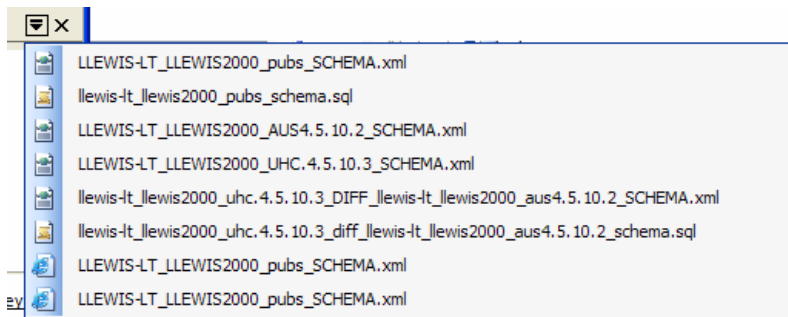 LLEWIS-LT_LLEWIS2000_pubs_SCHEMA.xml
llewis-lt_llewis2000_pubs_schema.sql
LLEWIS-LT_LLEWIS2000_AUS4.5.10.2_SCHEMA.xml
LLEWIS-LT_LLEWIS2000_UHC.4.5.10.3_SCHEMA.xml
llewis-lt_llewis2000_uhc.4.5.10.3_DIFF_llewis-lt_llewis2000_aus4.5.10.2_SCHEMA.xml
llewis-lt_llewis2000_uhc.4.5.10.3_diff_llewis-lt_llewis2000_aus4.5.10.2_schema.sql
LLEWIS-LT_LLEWIS2000_pubs_SCHEMA.xml
LLEWIS-LT_LLEWIS2000_pubs_SCHEMA.xml